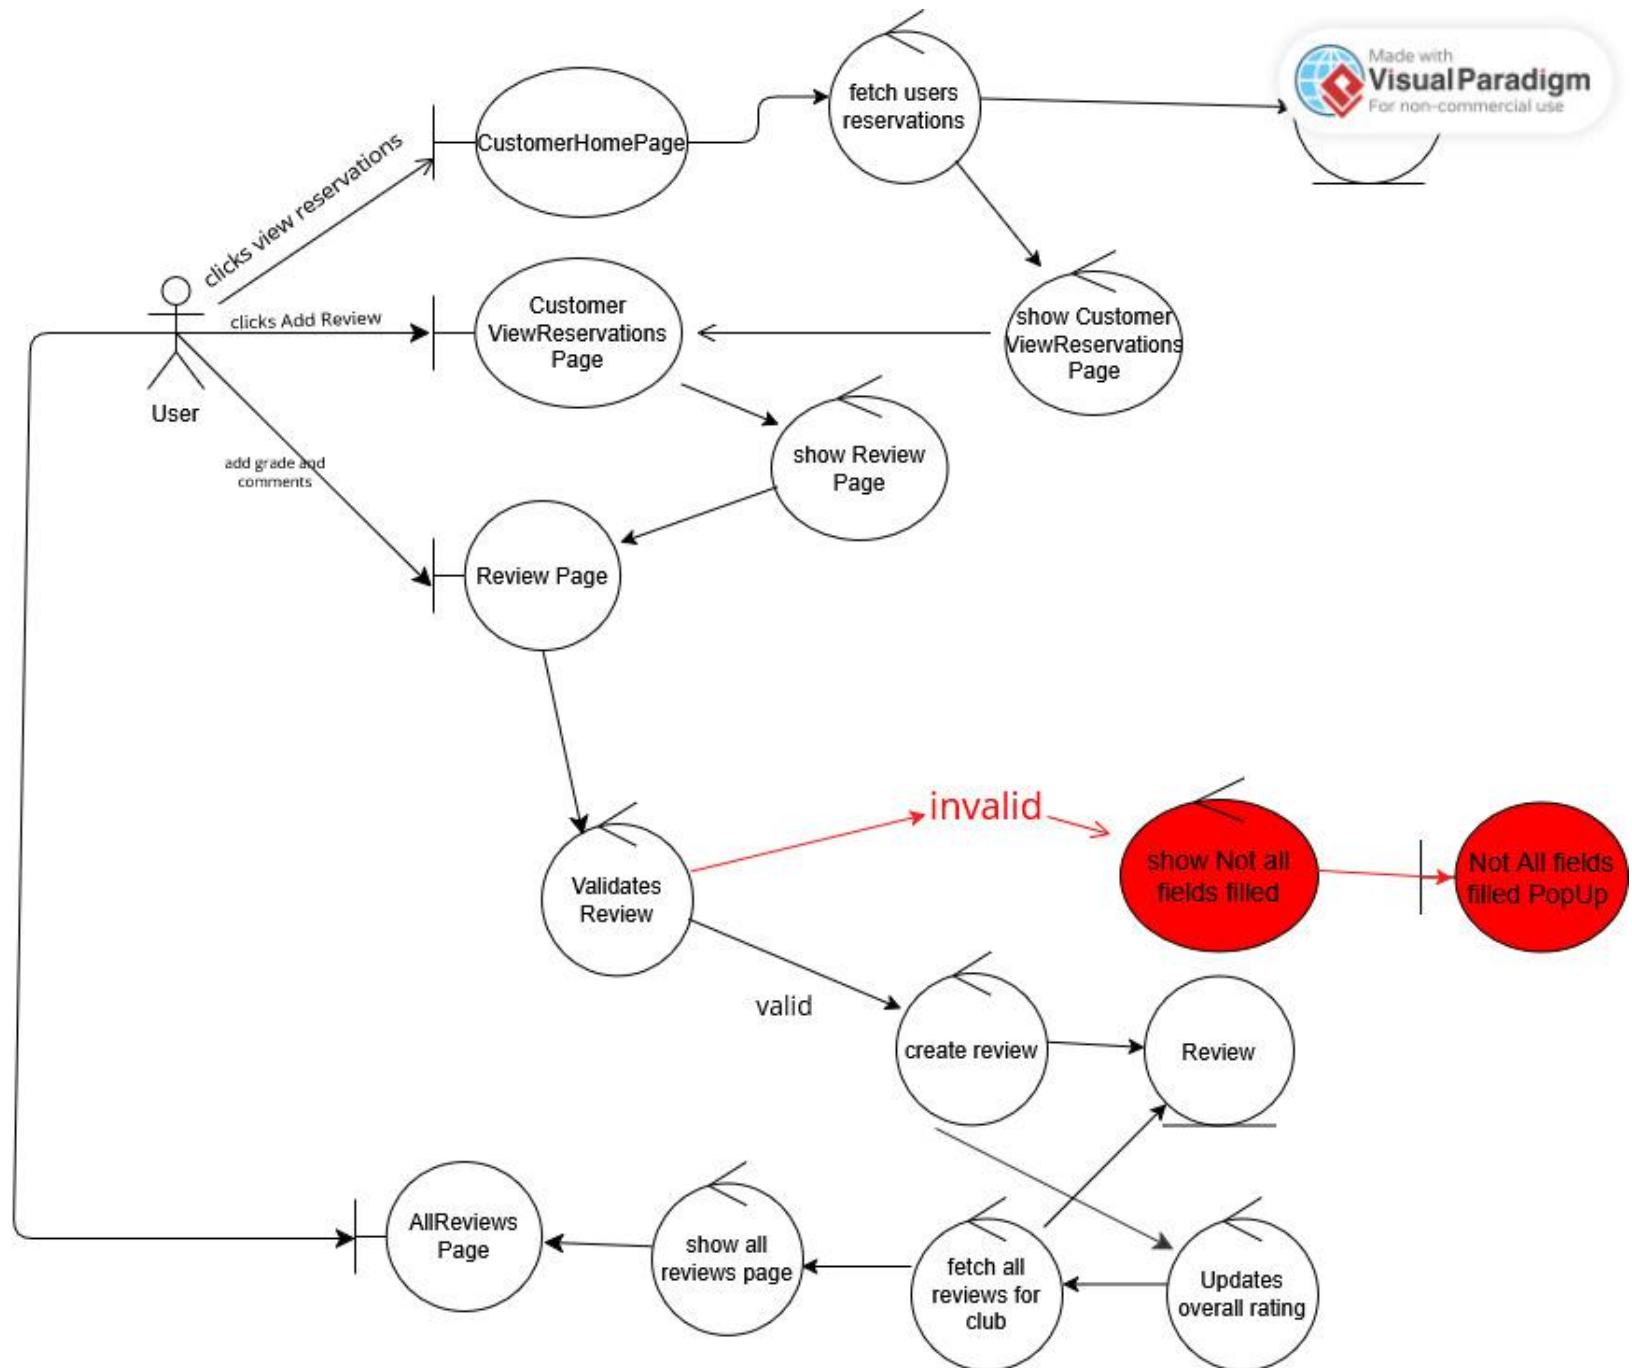 Made with
VisualParadigm
For non-commercial use
fetch users
reservations
CustomerHomePage
clicks view reservations
clicks Add Review
Customer
ViewReservations
Page
show Customer
ViewReservations
Page
User
show Review
Page
add grade and
comments
Review Page
invalid
show Not all
fields filled
Not All fields
filled PopUp
Validates
Review
valid
create review
Review
AllReviews
Page
show all
reviews page
fetch all
reviews for
club
Updates
overall rating